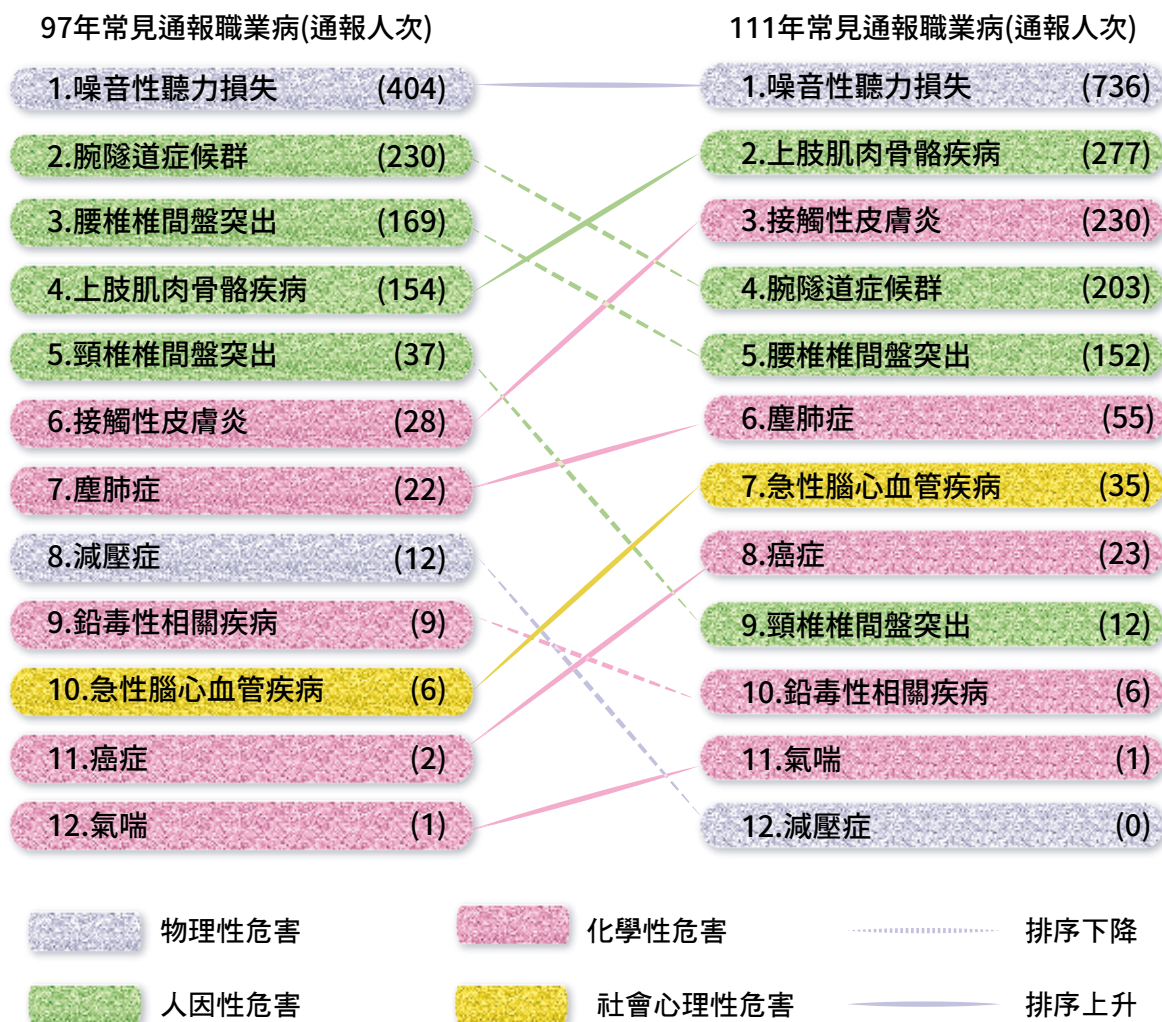 97年常見通報職業病(通報人次)
1.噪音性聽力損失 (404)
2.腕隧道症候群 (230)
3.腰椎椎間盤突出 (169)
4.上肢肌肉骨骼疾病 (154)
5.頸椎椎間盤突出 (37)
6.接觸性皮膚炎 (28)
7.塵肺症 (22)
8.減壓症 (12)
9.鉛毒性相關疾病 (9)
10.急性腦心血管疾病 (6)
11.癌症 (2)
12.氣喘 (1)
111年常見通報職業病(通報人次)
1.噪音性聽力損失 (736)
2.上肢肌肉骨骼疾病 (277)
3.接觸性皮膚炎 (230)
4.腕隧道症候群 (203)
5.腰椎椎間盤突出 (152)
6.塵肺症 (55)
7.急性腦心血管疾病 (35)
8.癌症 (23)
9.頸椎椎間盤突出 (12)
10.鉛毒性相關疾病 (6)
11.氣喘 (1)
12.減壓症 (0)
物理性危害 化學性危害 排序下降
人因性危害 社會心理性危害 排序上升